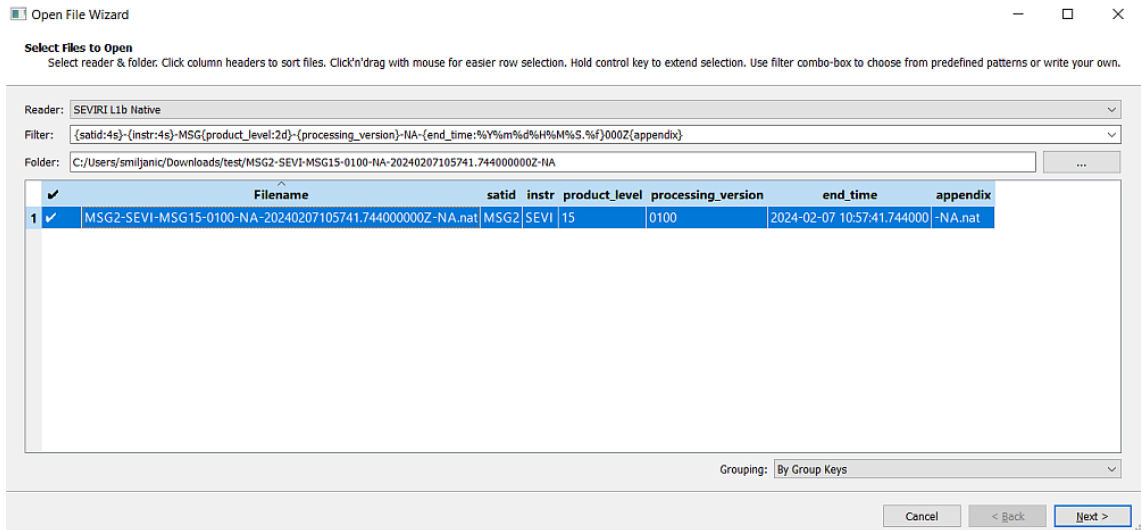 Open File Wizard
Select Files to Open
Select reader & folder. Click column headers to sort files. Click'n'drag with mouse for easier row selection. Hold control key to extend selection. Use filter combo-box to choose from predefined patterns or write your own.
Reader: SEVIRI L1b Native
Filter: {satid:4s}-{instr:4s}-MSG{product_level:2d}-{processing_version}-NA-{end_time:%Y%m%d%H%M%S.%f}000Z{appendix}
Folder: C:/Users/smiljanic/Downloads/test/MSG2-SEVI-MSG15-0100-NA-20240207105741.744000000Z-NA ...
✔ Filename satid instr product_level processing_version end_time appendix
1 ✔ MSG2-SEVI-MSG15-0100-NA-20240207105741.744000000Z-NA.nat MSG2 SEVI 15 0100 2024-02-07 10:57:41.744000 -NA.nat
Grouping: By Group Keys
Cancel < Back Next >